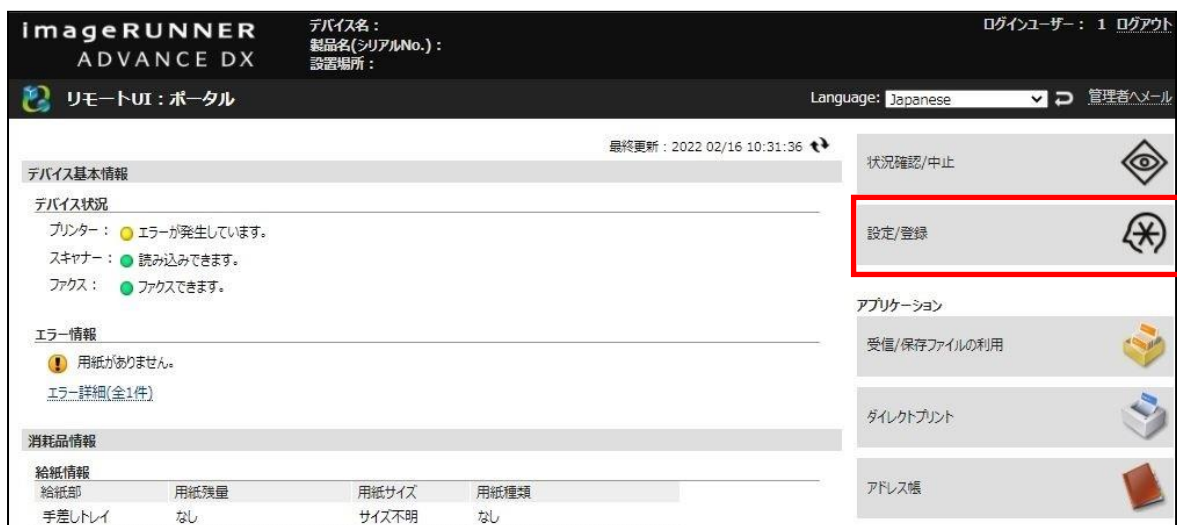 imageRUNNER
ADVANCE DX
デバイス名：
製品名(シリアルNo.)：
設置場所：
ログインユーザー： 1 ログアウト
リモートUI：ポータル
Language: Japanese
管理者へメール
最終更新：2022 02/16 10:31:36
デバイス基本情報
デバイス状況
プリンター： エラーが発生しています。
スキャナー： 読み込みできます。
ファクス： ファクスできます。
エラー情報
用紙がありません。
エラー詳細(全1件)
消耗品情報
給紙情報
給紙部 用紙残量 用紙サイズ 用紙種類
手差しトレイ なし サイズ不明 なし
状況確認/中止
設定/登録
アプリケーション
受信/保存ファイルの利用
ダイレクトプリント
アドレス帳